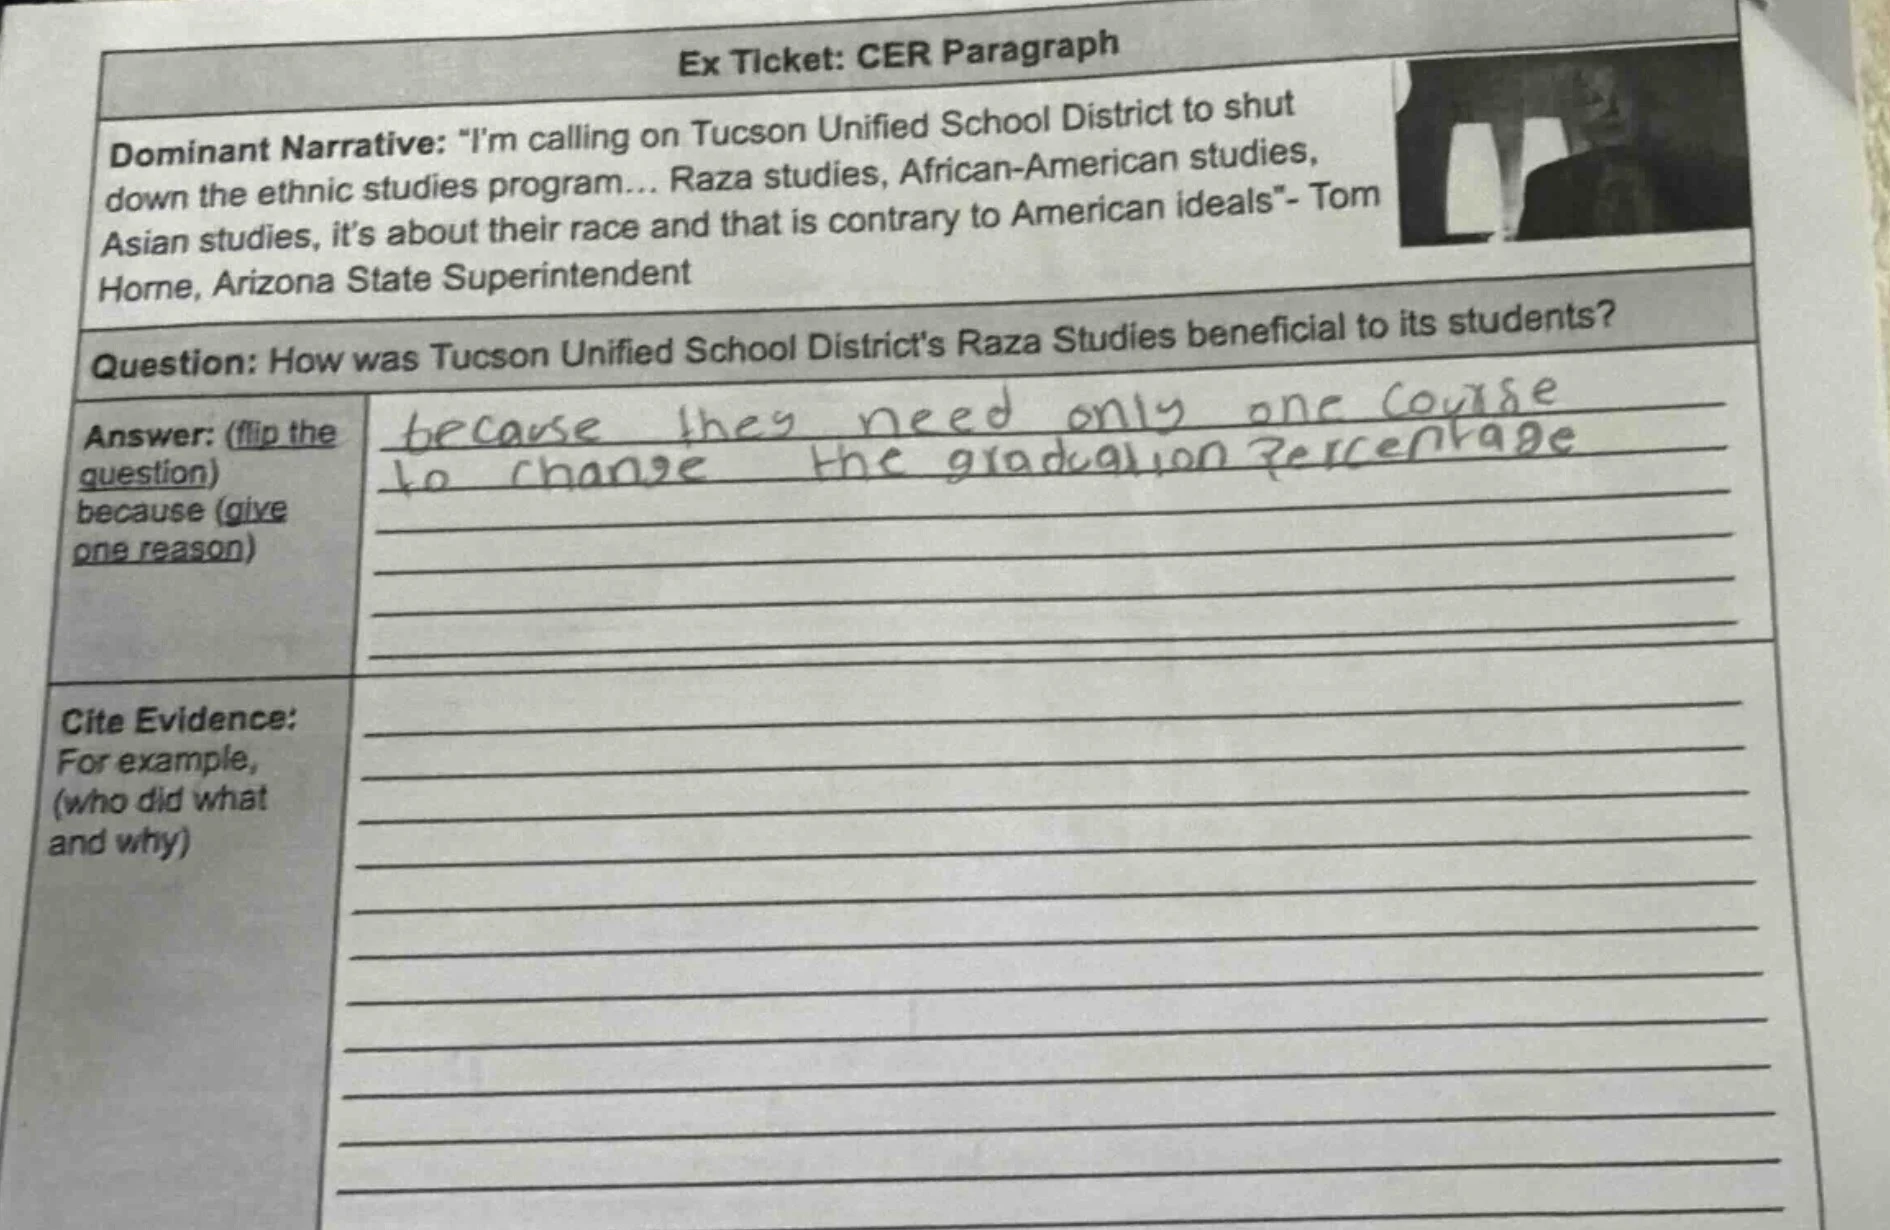 Ex Ticket: CER Paragraph
Dominant Narrative: "I'm calling on Tucson Unified School District to shut
down the ethnic studies program... Raza studies, African-American studies,
Asian studies, it's about their race and that is contrary to American ideals"- Tom
Horne, Arizona State Superintendent
Question: How was Tucson Unified School District's Raza Studies beneficial to its students?
Answer: (flip the
question)
because (give
one reason)
because they need only one course
to change the graduation percentage
Cite Evidence:
For example,
(who did what
and why)